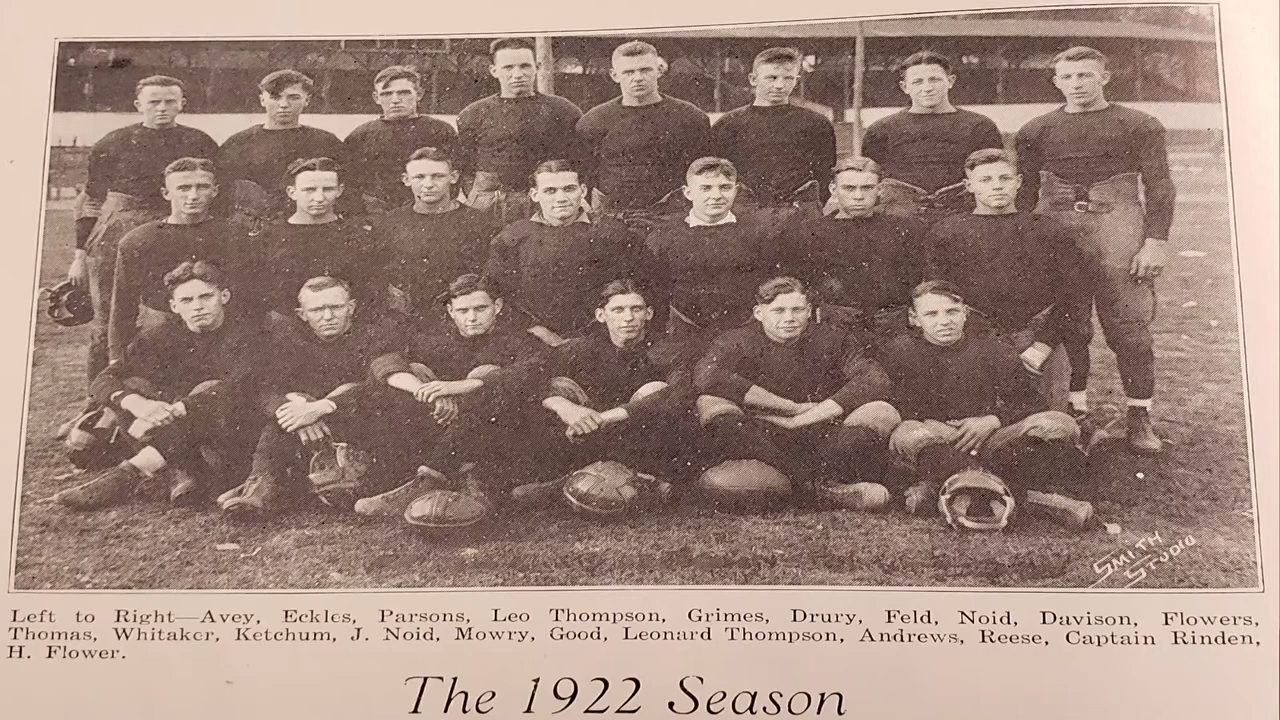 SMITH
STUDIO
Left to Right—Avey, Eckles, Parsons, Leo Thompson, Grimes, Drury, Feld, Noid, Davison, Flowers,
Thomas, Whitaker, Ketchum, J. Noid, Mowry, Good, Leonard Thompson, Andrews, Reese, Captain Rinden,
H. Flower.
The 1922 Season